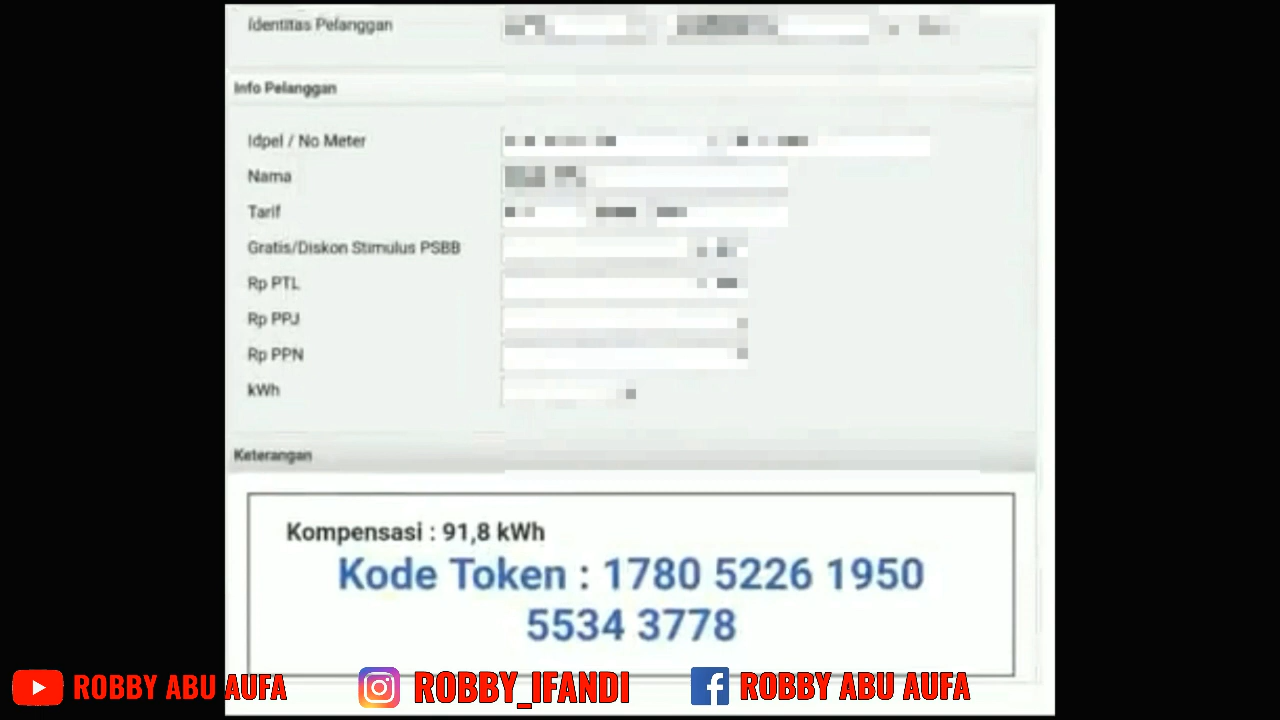 Identitas Pelanggan
Info Pelanggan
Idpel / No Meter
Nama
Tarif
Gratis/Diskon Stimulus PSBB
Rp PTL
Rp PPJ
Rp PPN
kWh
Keterangan
Kompensasi : 91,8 kWh
Kode Token : 1780 5226 1950
5534 3778
ROBBY ABU AUFA
ROBBY_IFANDI
ROBBY ABU AUFA